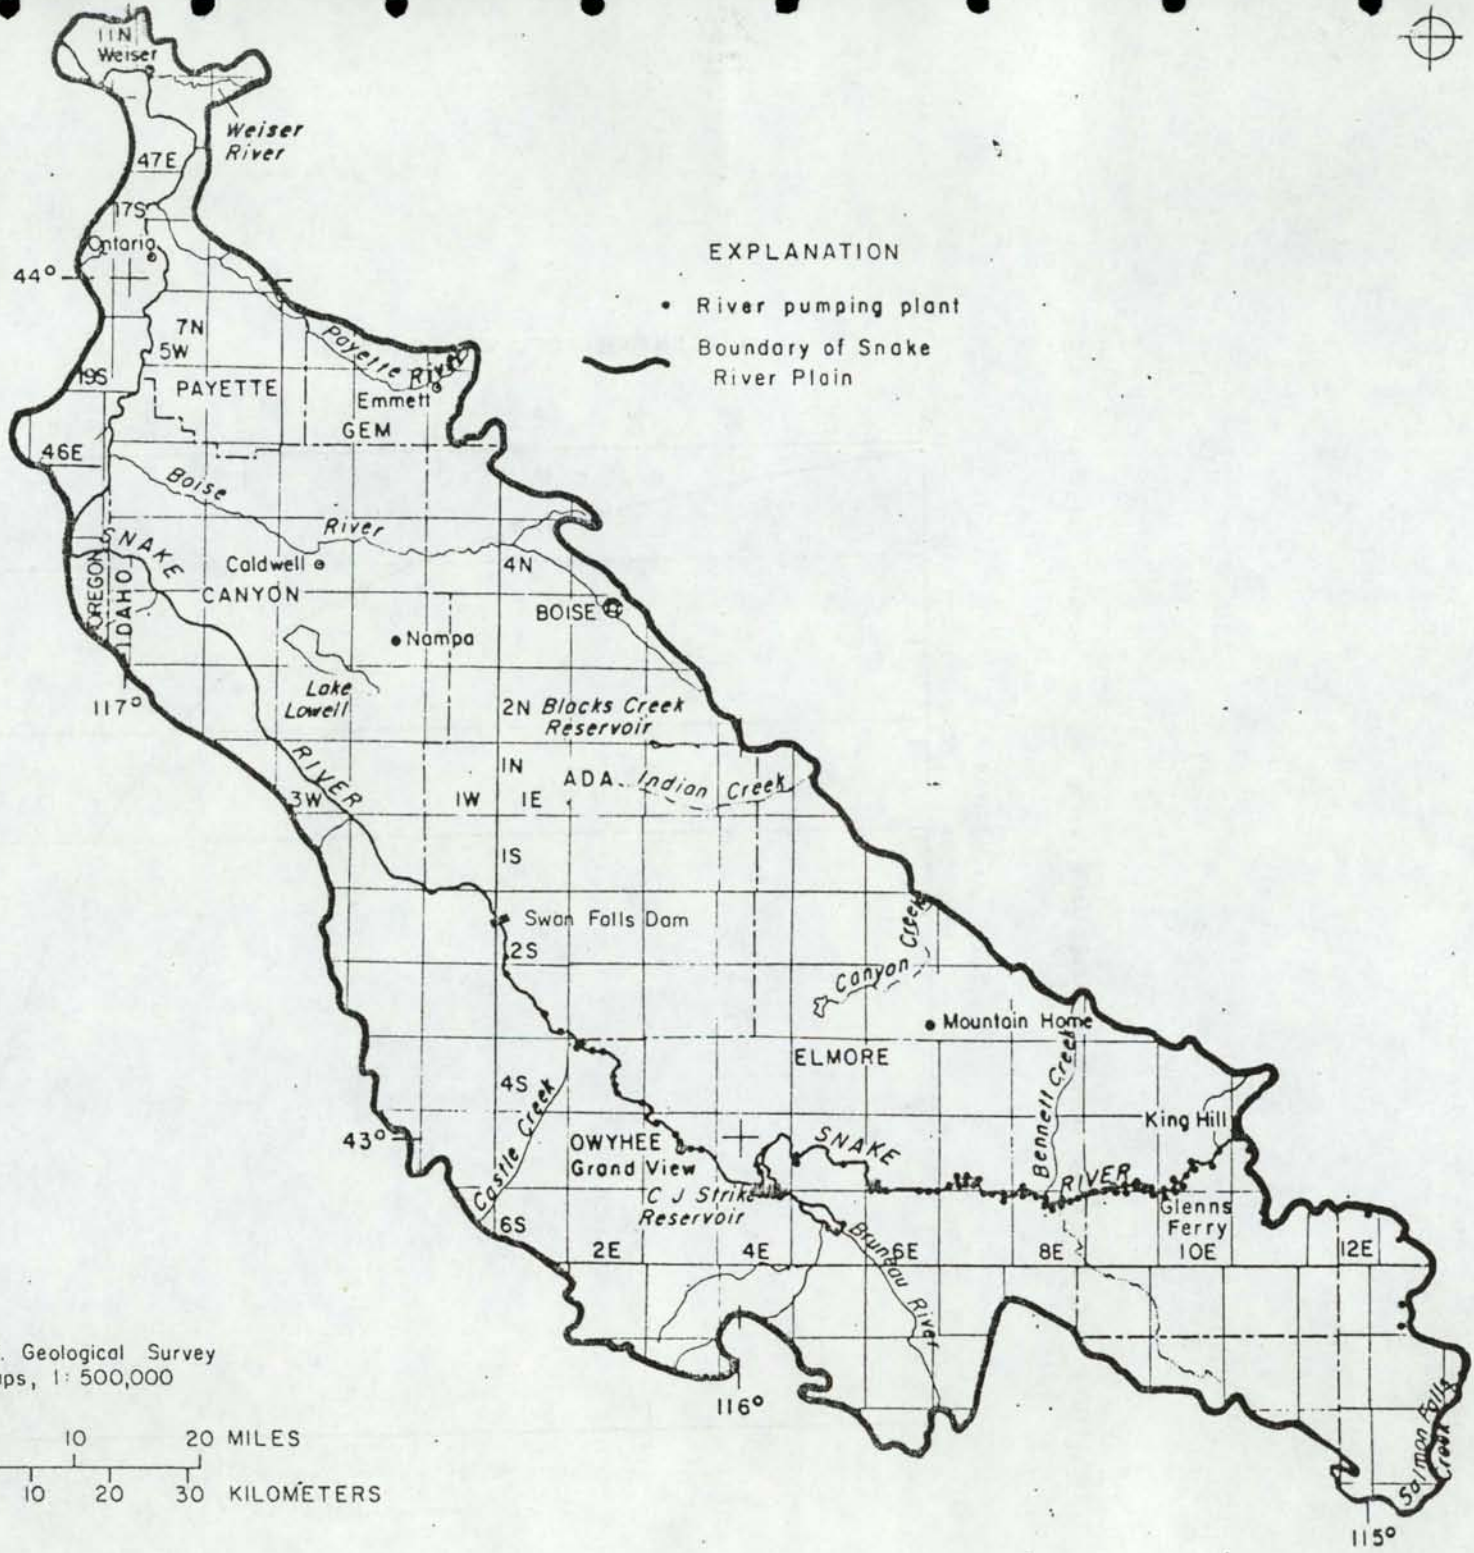 11N
Weiser
Weiser
River
47E
17S
Ontario
44°
EXPLANATION
River pumping plant
Boundary of Snake
River Plain
7N
5W
Payette River
19S
PAYETTE
Emmett
GEM
46E
Boise
River
SNAKE
Caldwell
4N
OREGON
IDAHO
CANYON
BOISE
Nampa
Lake
Lowell
117°
2N
Blacks Creek
Reservoir
RIVER
1N
ADA
Indian Creek
3W
1W
1E
1S
Swan Falls Dam
2S
Canyon Creek
Mountain Home
ELMORE
4S
Castle Creek
Bennett Creek
King Hill
43°
OWYHEE
Grand View
SNAKE
RIVER
C J Strike
Reservoir
Glenns
Ferry
6S
2E
4E
Bruneau River
6E
8E
10E
12E
. Geological Survey
ps, 1:500,000
116°
10
20 MILES
10
20
30 KILOMETERS
Salmon Falls
Creek
115°